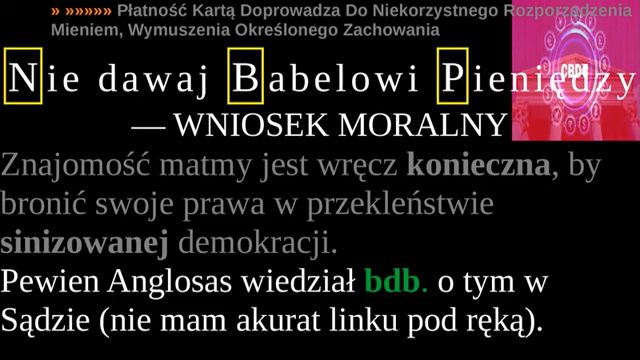 » »»»»» Płatność Kartą Doprowadza Do Niekorzystnego Rozporządzenia
Mieniem, Wymuszenia Określonego Zachowania
Nie dawaj Babelowi Pieniędzy
CBDC
— WNIOSEK MORALNY
Znajomość matmy jest wręcz konieczna, by
bronić swoje prawa w przekleństwie
sinizowanej demokracji.
Pewien Anglosas wiedział bdb. o tym w
Sądzie (nie mam akurat linku pod ręką).